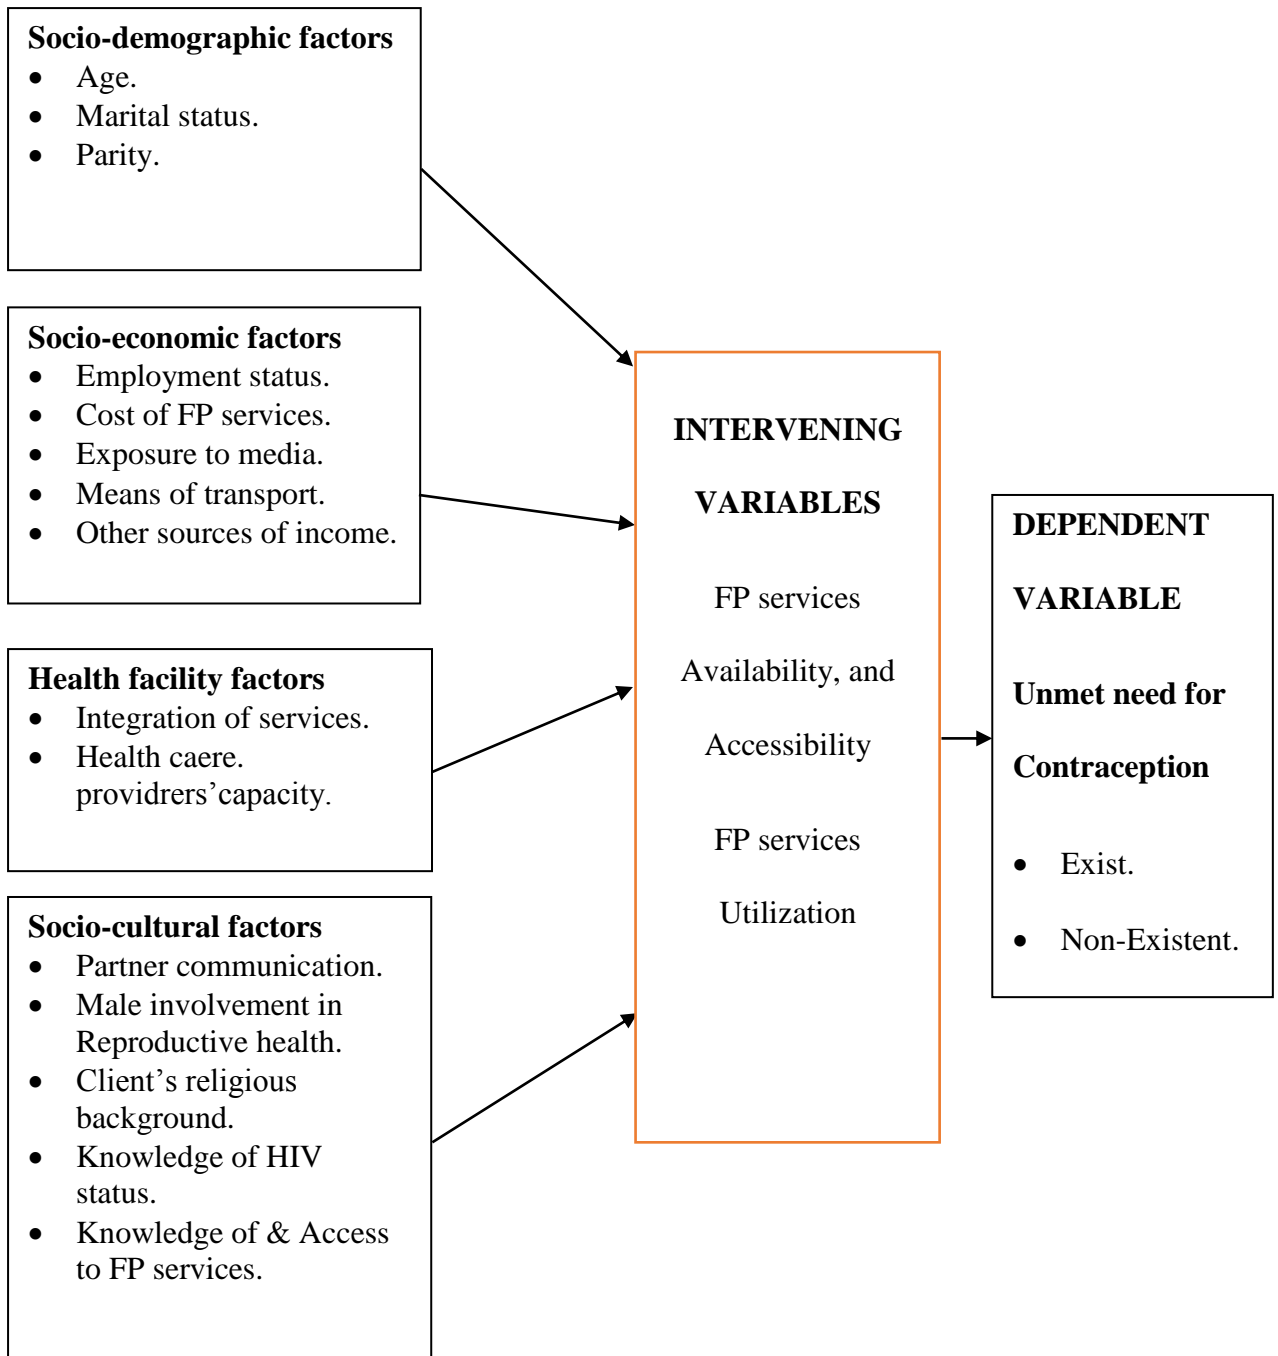 Socio-demographic factors
• Age.
• Marital status.
• Parity.
Socio-economic factors
• Employment status.
• Cost of FP services.
• Exposure to media.
• Means of transport.
• Other sources of income.
Health facility factors
• Integration of services.
• Health caere.
providrers’capacity.
Socio-cultural factors
• Partner communication.
• Male involvement in
Reproductive health.
• Client’s religious
background.
• Knowledge of HIV
status.
• Knowledge of & Access
to FP services.
INTERVENING
VARIABLES
FP services
Availability, and
Accessibility
FP services
Utilization
DEPENDENT
VARIABLE
Unmet need for
Contraception
• Exist.
• Non-Existent.